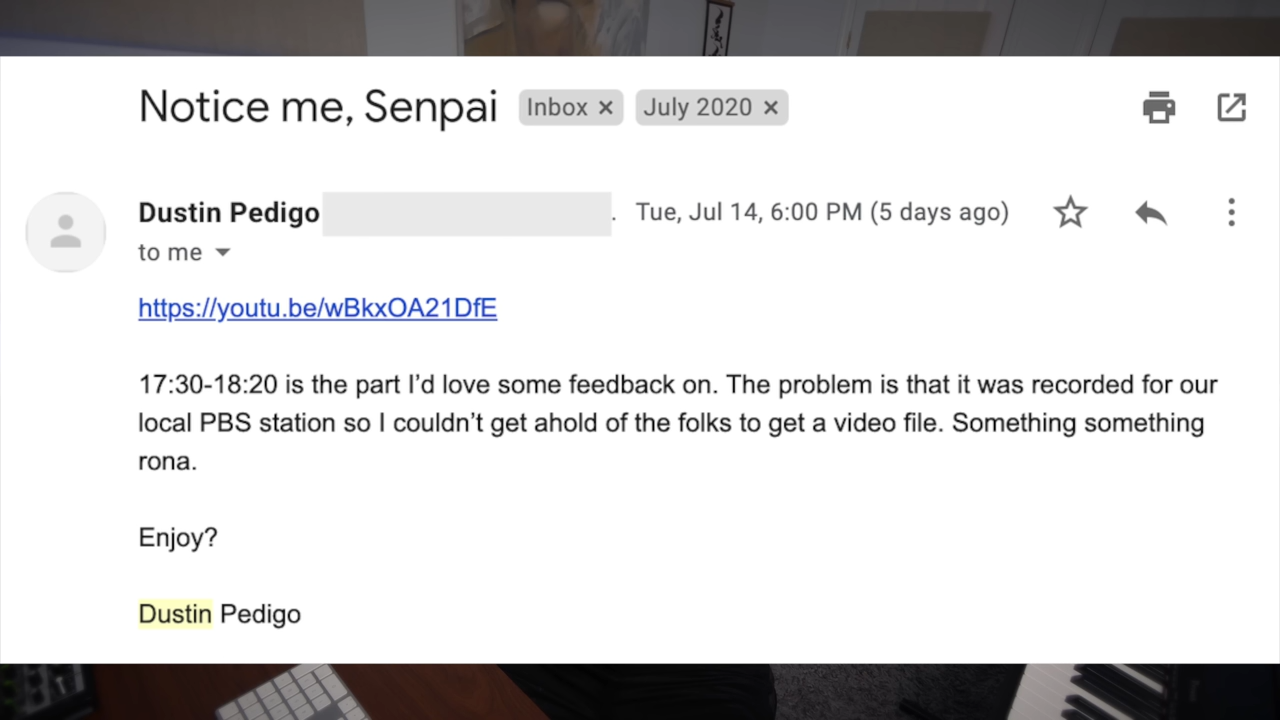 Notice me, Senpai Inbox × July 2020 ×
Dustin Pedigo . Tue, Jul 14, 6:00 PM (5 days ago)
to me
https://youtu.be/wBkxOA21DfE
17:30-18:20 is the part I’d love some feedback on. The problem is that it was recorded for our
local PBS station so I couldn’t get ahold of the folks to get a video file. Something something
rona.
Enjoy?
Dustin Pedigo